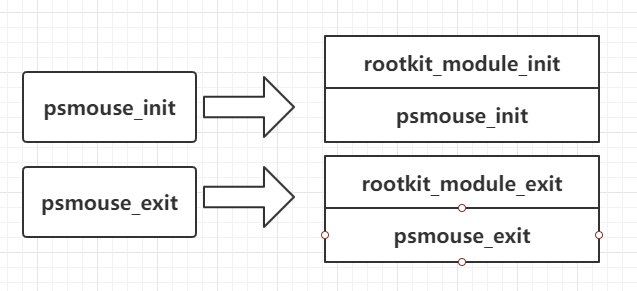 psmouse_init
rootkit_module_init
psmouse_init
psmouse_exit
rootkit_module_exit
psmouse_exit